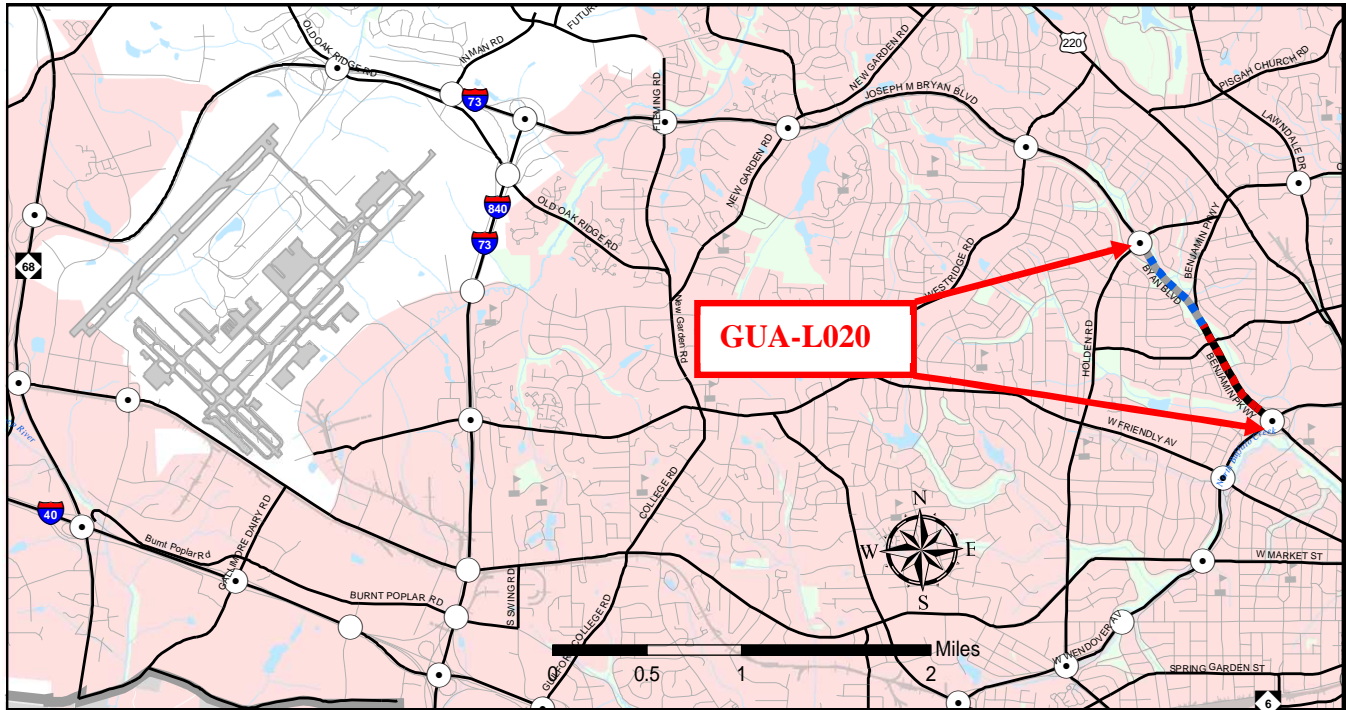 OLD OAK RIDGE RD
IN MAN RD
FUTUR
220
NEW GARDEN RD
PISGAH CHURCH RD
73
JOSEPH M BRYAN BLVD
FLEMING RD
LAWNDALE DR
NEW GARDEN RD
840
73
OLD OAK RIDGE RD
BENJAMIN PKWY
68
WESTRIDGE RD
BYAN BLVD
GUA-L020
New Garden Rd
HOLDEN RD
BENJAMIN PKWY
W FRIENDLY AV
River
COLLEGE RD
40
Burnt Poplar Rd
GALLIMORE DAIRY RD
N
W
E
S
W MARKET ST
BURNT POPLAR RD
S SWING RD
GUILFORD COLLEGE RD
W WENDOVER AV
Miles
0
0.5
1
2
SPRING GARDEN ST
6